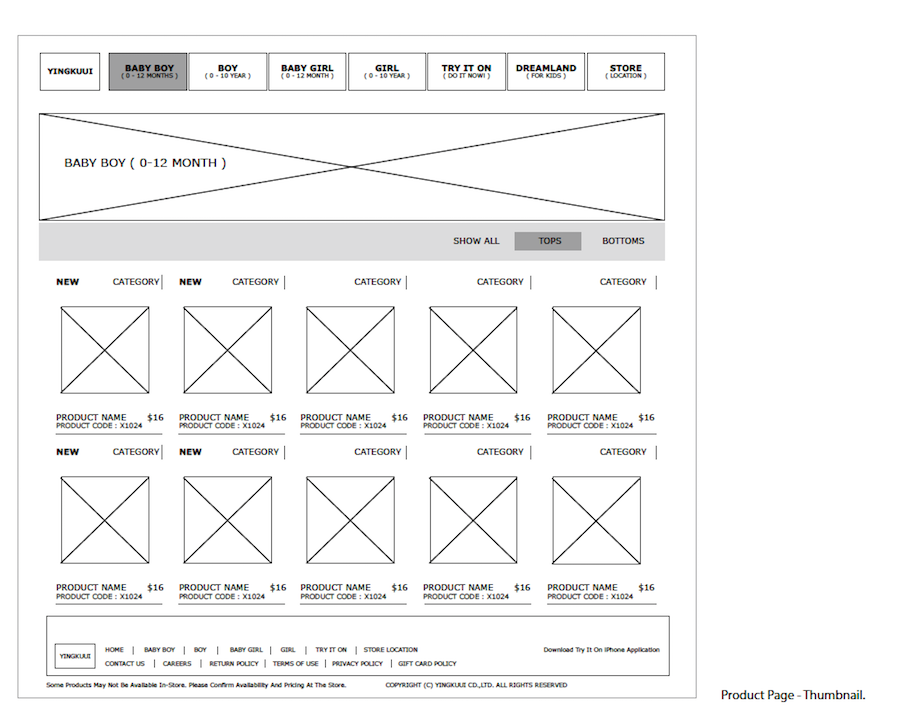 YINGKUUI
BABY BOY
( 0 - 12 MONTHS )
BOY
( 0 - 10 YEAR )
BABY GIRL
( 0 - 12 MONTH )
GIRL
( 0 - 10 YEAR )
TRY IT ON
( DO IT NOW! )
DREAMLAND
( FOR KIDS )
STORE
( LOCATION )
BABY BOY ( 0-12 MONTH )
SHOW ALL TOPS BOTTOMS
NEW CATEGORY NEW CATEGORY CATEGORY CATEGORY CATEGORY
PRODUCT NAME $16 PRODUCT NAME $16 PRODUCT NAME $16 PRODUCT NAME $16 PRODUCT NAME $16
PRODUCT CODE : X1024 PRODUCT CODE : X1024 PRODUCT CODE : X1024 PRODUCT CODE : X1024 PRODUCT CODE : X1024
NEW CATEGORY NEW CATEGORY CATEGORY CATEGORY CATEGORY
PRODUCT NAME $16 PRODUCT NAME $16 PRODUCT NAME $16 PRODUCT NAME $16 PRODUCT NAME $16
PRODUCT CODE : X1024 PRODUCT CODE : X1024 PRODUCT CODE : X1024 PRODUCT CODE : X1024 PRODUCT CODE : X1024
YINGKUUI
HOME | BABY BOY | BOY | BABY GIRL | GIRL | TRY IT ON | STORE LOCATION
CONTACT US | CAREERS | RETURN POLICY | TERMS OF USE | PRIVACY POLICY | GIFT CARD POLICY
Download Try It On iPhone Application
Some Products May Not Be Available In-Store. Please Confirm Availability And Pricing At The Store. COPYRIGHT (C) YINGKUUI CO.,LTD. ALL RIGHTS RESERVED
Product Page - Thumbnail.